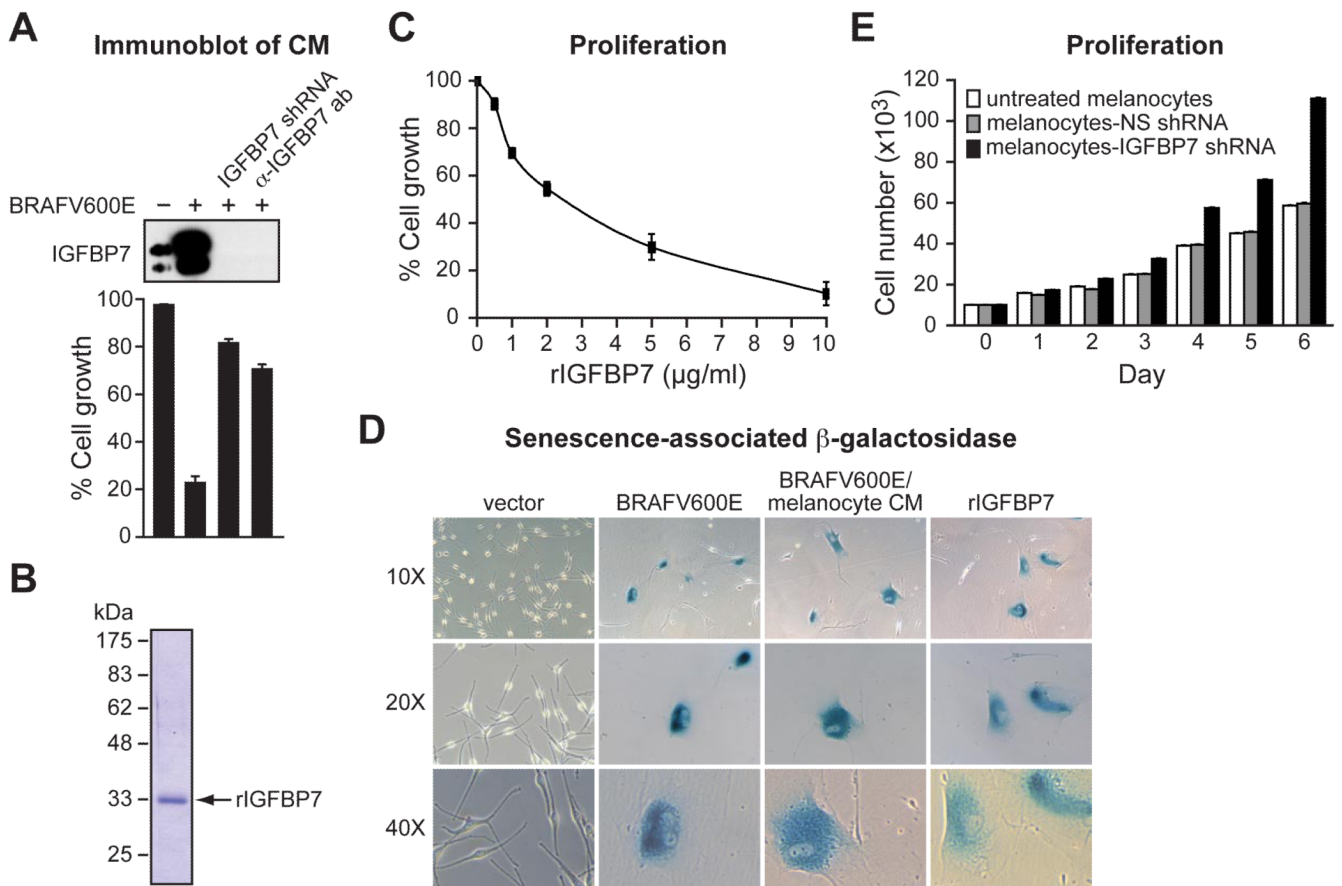 A
Immunoblot of CM
IGFBP7 shRNA
α-IGFBP7 ab
BRAFV600E − + + +
IGFBP7
% Cell growth
100
80
60
40
20
0
B
kDa
175
83
62
48
33
25
rIGFBP7
C
Proliferation
% Cell growth
100
80
60
40
20
0
0 1 2 3 4 5 6 7 8 9 10
rIGFBP7 (μg/ml)
D
Senescence-associated β-galactosidase
vector
BRAFV600E
BRAFV600E/
melanocyte CM
rIGFBP7
10X
20X
40X
E
Proliferation
Cell number (x10³)
120
100
80
60
40
20
0
untreated melanocytes
melanocytes-NS shRNA
melanocytes-IGFBP7 shRNA
0 1 2 3 4 5 6
Day